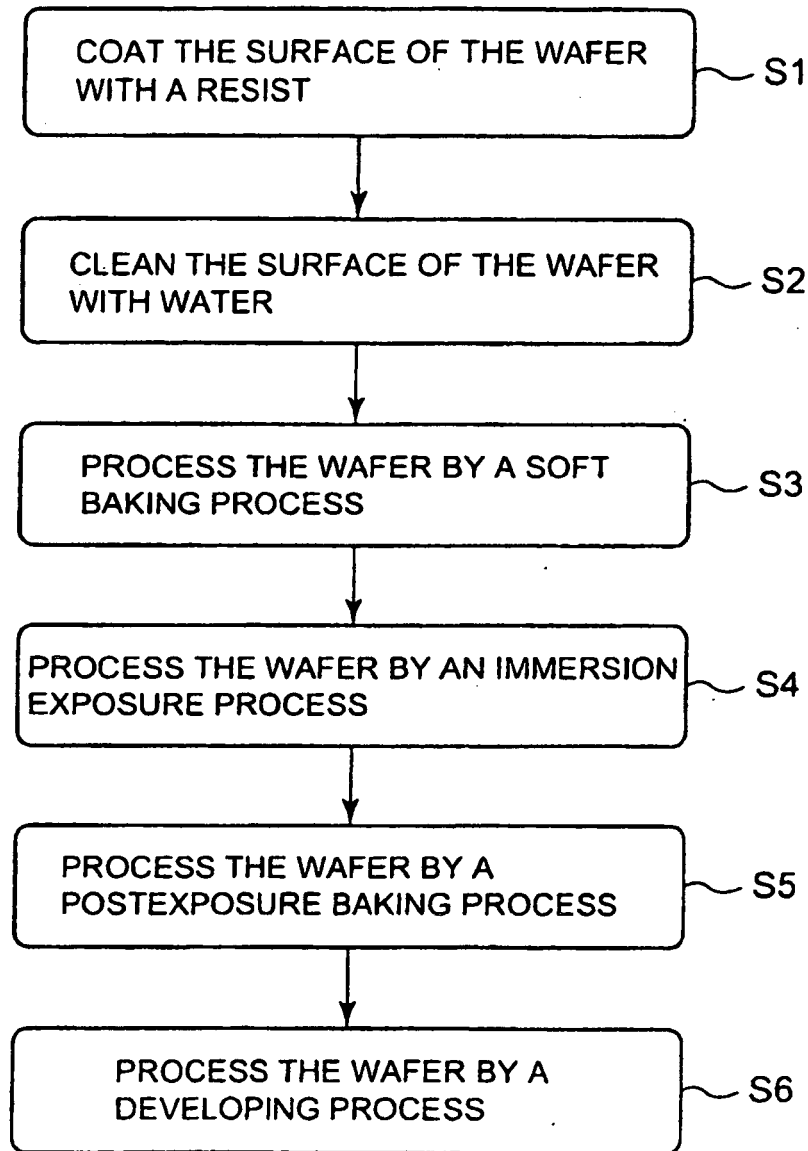 COAT THE SURFACE OF THE WAFER
WITH A RESIST
S1
CLEAN THE SURFACE OF THE WAFER
WITH WATER
S2
PROCESS THE WAFER BY A SOFT
BAKING PROCESS
S3
PROCESS THE WAFER BY AN IMMERSION
EXPOSURE PROCESS
S4
PROCESS THE WAFER BY A
POSTEXPOSURE BAKING PROCESS
S5
PROCESS THE WAFER BY A
DEVELOPING PROCESS
S6